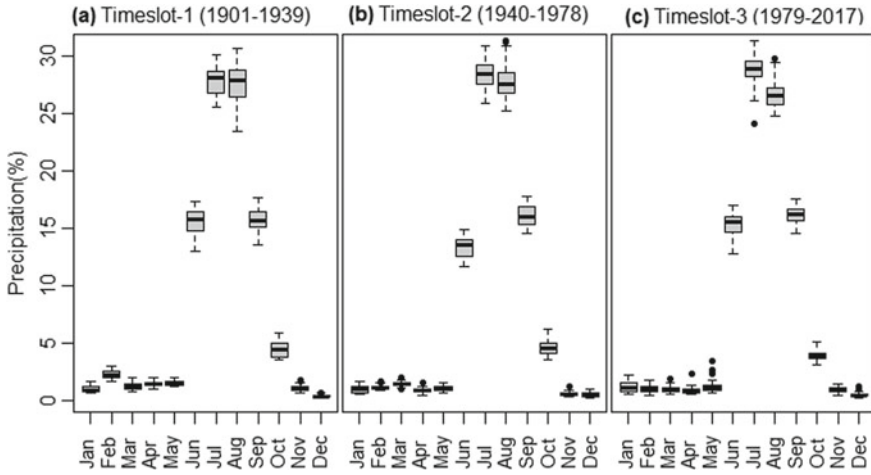 (a) Timeslot-1 (1901-1939)
(b) Timeslot-2 (1940-1978)
(c) Timeslot-3 (1979-2017)
Precipitation(%)
30
25
20
15
10
5
0
Jan Feb Mar Apr May Jun Jul Aug Sep Oct Nov Dec
Jan Feb Mar Apr May Jun Jul Aug Sep Oct Nov Dec
Jan Feb Mar Apr May Jun Jul Aug Sep Oct Nov Dec